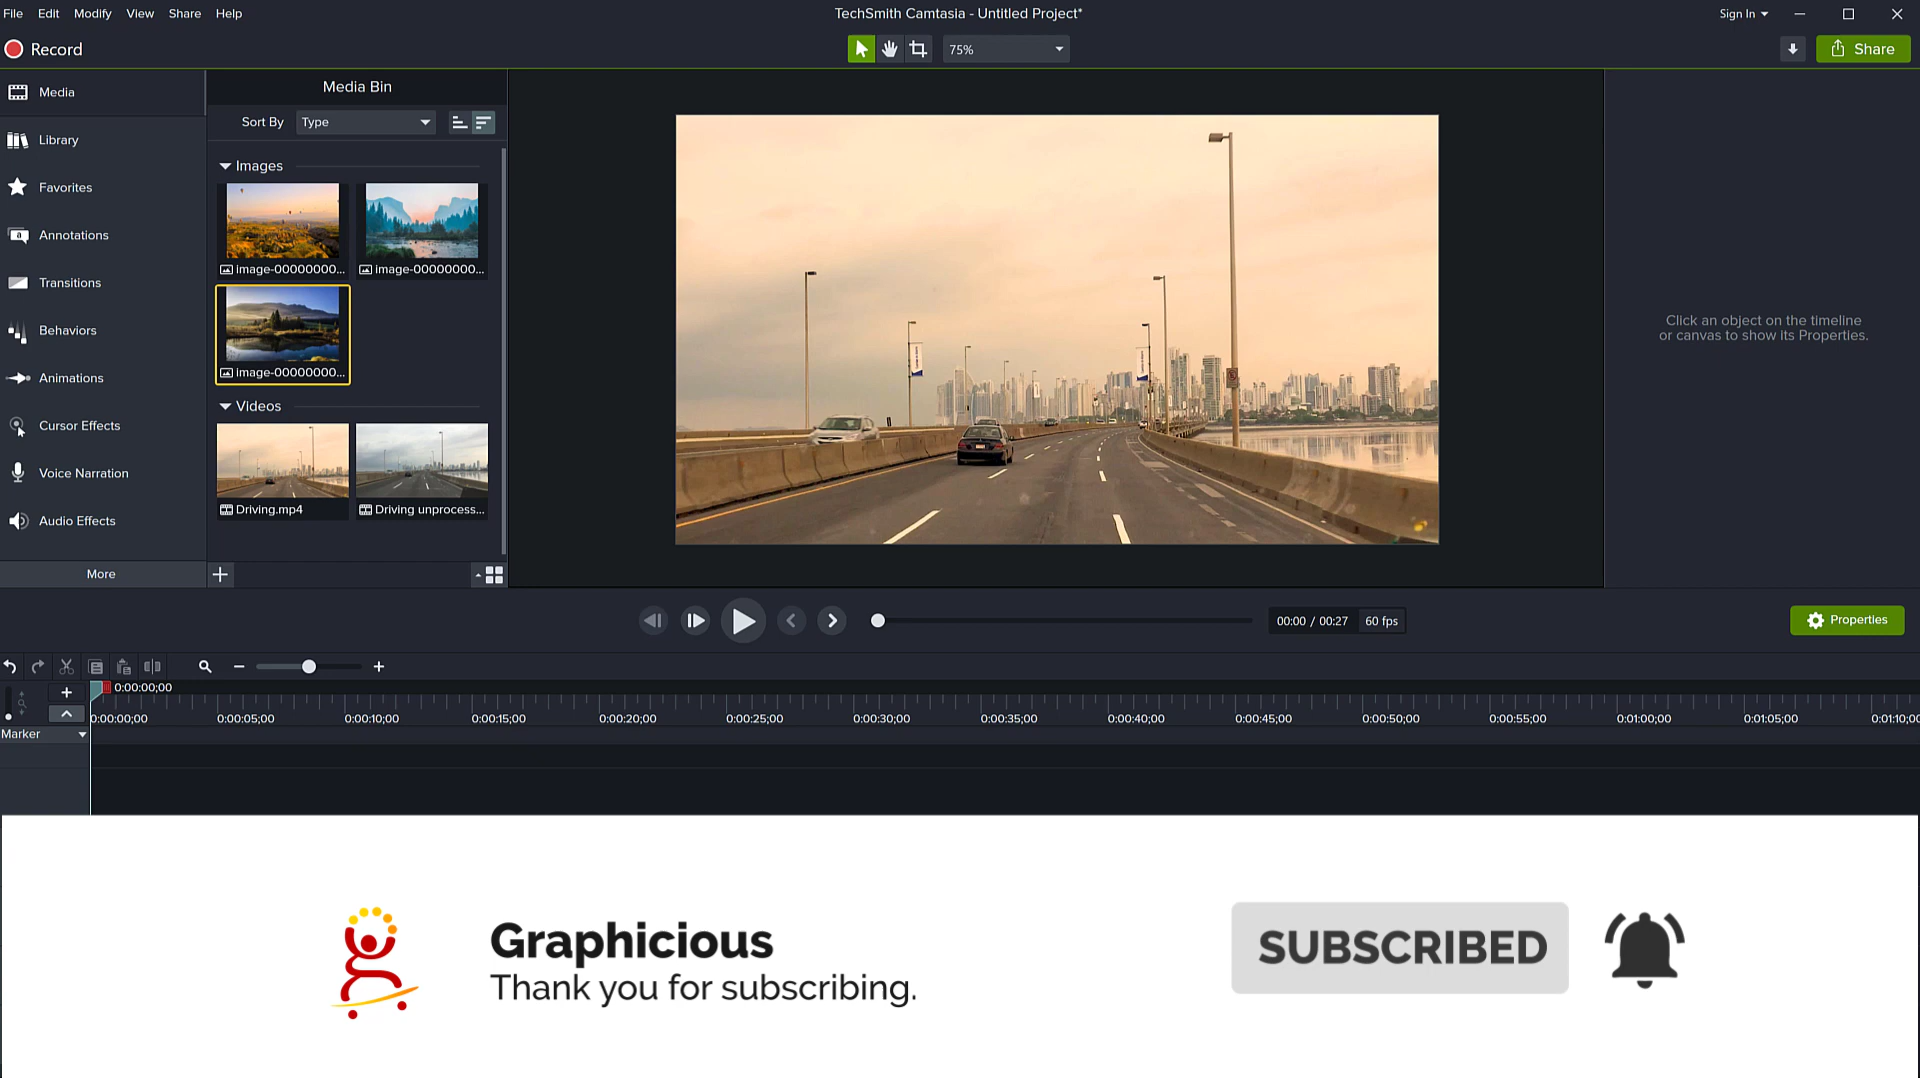 File Edit Modify View Share Help
TechSmith Camtasia - Untitled Project*
Sign In
Record
75%
Share
Media
Library
Favorites
Annotations
Transitions
Behaviors
Animations
Cursor Effects
Voice Narration
Audio Effects
More
Media Bin
Sort By Type
Images
image-00000000...
image-00000000...
image-00000000...
Videos
Driving.mp4
Driving unprocess...
Click an object on the timeline
or canvas to show its Properties.
00:00 / 00:27 60 fps
Properties
0:00:00;00
0:00:00;00 0:00:05;00 0:00:10;00 0:00:15;00 0:00:20;00 0:00:25;00 0:00:30;00 0:00:35;00 0:00:40;00 0:00:45;00 0:00:50;00 0:00:55;00 0:01:00;00 0:01:05;00 0:01:10;00
Marker
Graphicious
Thank you for subscribing.
SUBSCRIBED